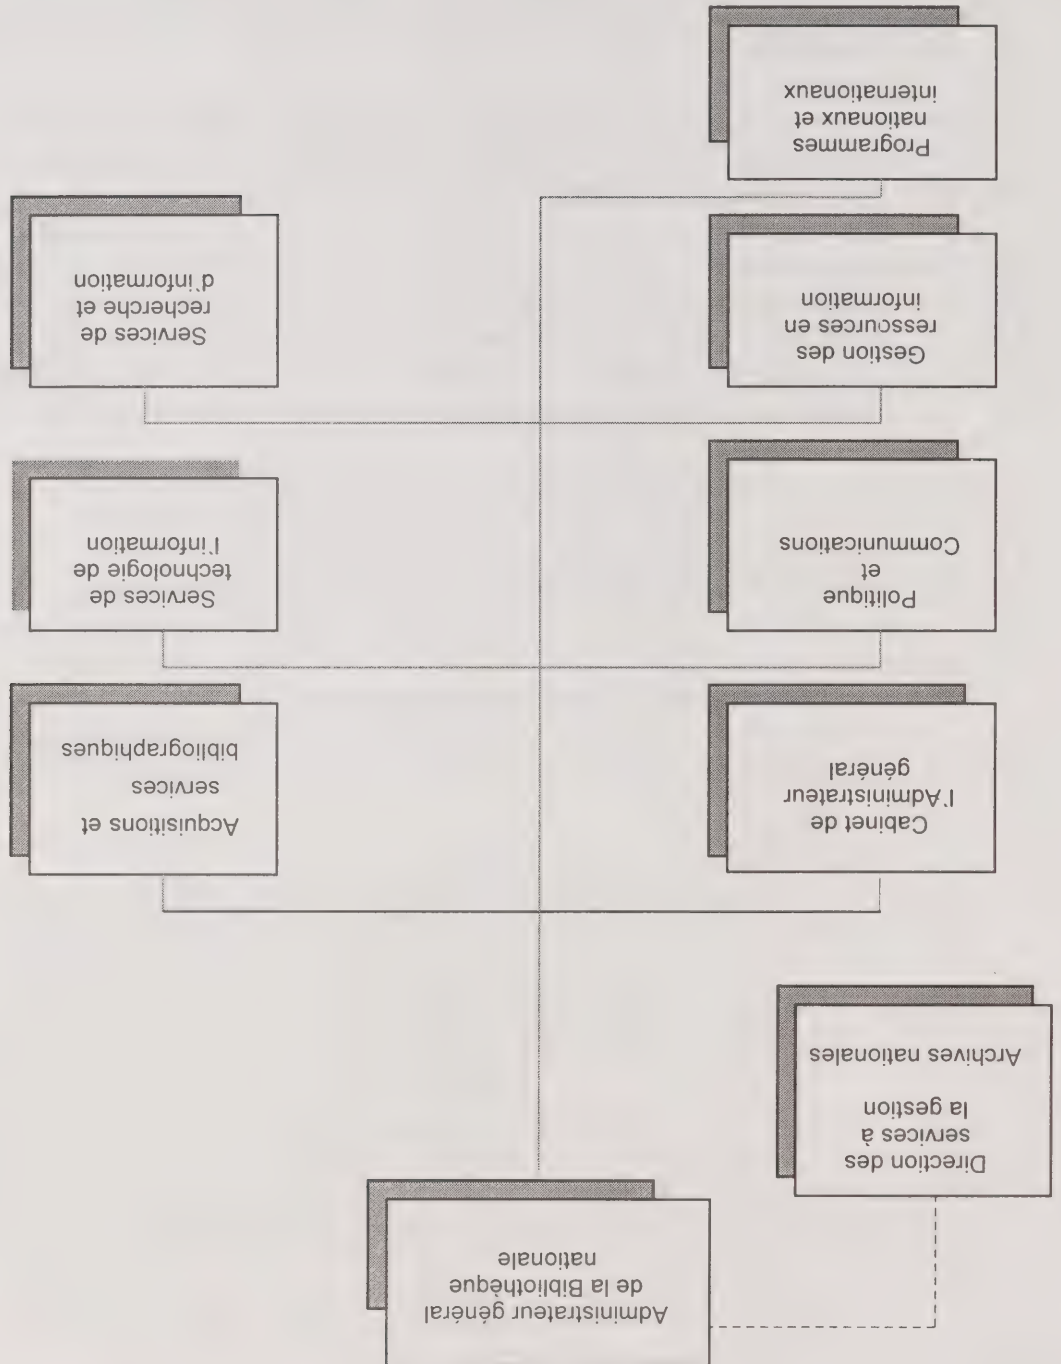 Administrateur général
de la Bibliothèque
nationale
Direction des
services à
la gestion
Archives nationales
Cabinet de
l'Administrateur
général
Acquisitions et
services
bibliographiques
Politique
et
Communications
Services de
technologie de
l'information
Gestion des
ressources en
information
Services de
recherche et
d'information
Programmes
nationaux et
internationaux